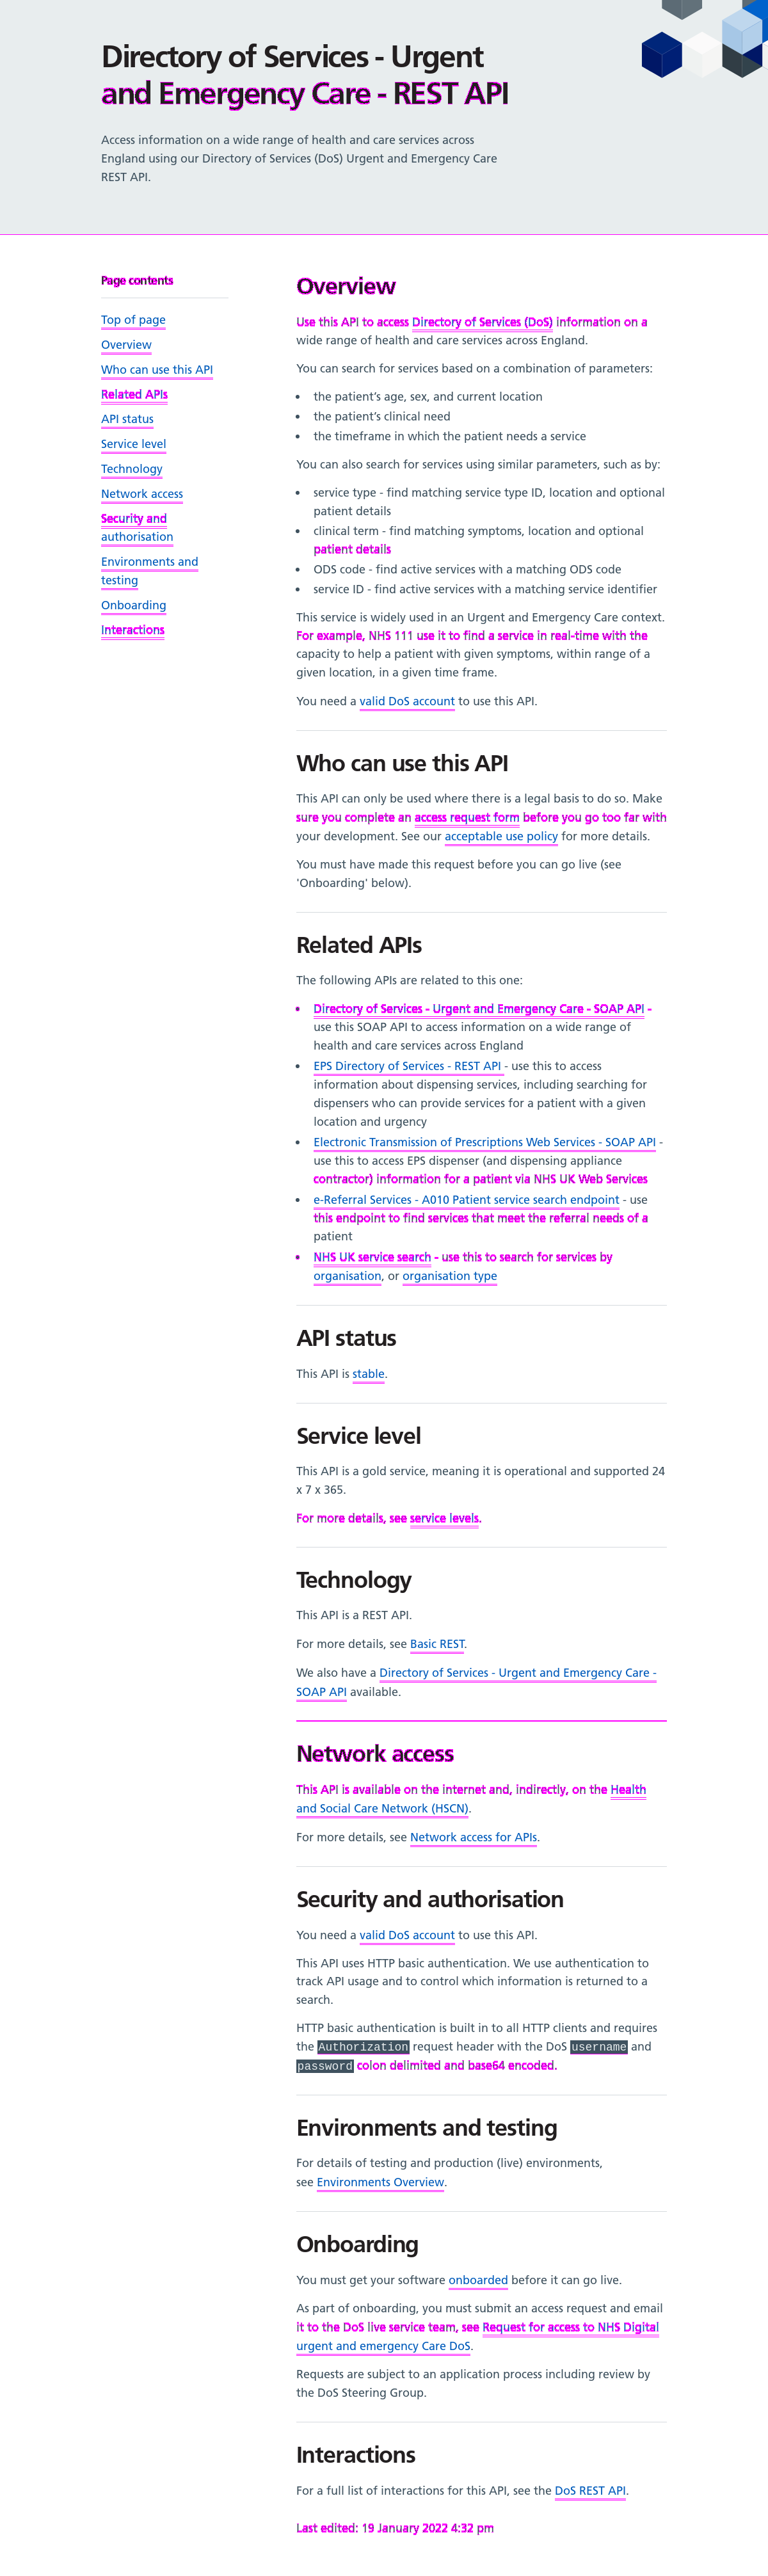 Directory of Services - Urgent
and Emergency Care - REST API
Access information on a wide range of health and care services across
England using our Directory of Services (DoS) Urgent and Emergency Care
REST API.
Page contents
Top of page
Overview
Who can use this API
Related APIs
API status
Service level
Technology
Network access
Security and
authorisation
Environments and
testing
Onboarding
Interactions
Overview
Use this API to access Directory of Services (DoS) information on a
wide range of health and care services across England.
You can search for services based on a combination of parameters:
• the patient's age, sex, and current location
• the patient's clinical need
• the timeframe in which the patient needs a service
You can also search for services using similar parameters, such as by:
• service type - find matching service type ID, location and optional
patient details
• clinical term - find matching symptoms, location and optional
patient details
• ODS code - find active services with a matching ODS code
• service ID - find active services with a matching service identifier
This service is widely used in an Urgent and Emergency Care context.
For example, NHS 111 use it to find a service in real-time with the
capacity to help a patient with given symptoms, within range of a
given location, in a given time frame.
You need a valid DoS account to use this API.
Who can use this API
This API can only be used where there is a legal basis to do so. Make
sure you complete an access request form before you go too far with
your development. See our acceptable use policy for more details.
You must have made this request before you can go live (see
'Onboarding' below).
Related APIs
The following APIs are related to this one:
• Directory of Services - Urgent and Emergency Care - SOAP API -
use this SOAP API to access information on a wide range of
health and care services across England
• EPS Directory of Services - REST API - use this to access
information about dispensing services, including searching for
dispensers who can provide services for a patient with a given
location and urgency
• Electronic Transmission of Prescriptions Web Services - SOAP API -
use this to access EPS dispenser (and dispensing appliance
contractor) information for a patient via NHS UK Web Services
• e-Referral Services - A010 Patient service search endpoint - use
this endpoint to find services that meet the referral needs of a
patient
• NHS UK service search - use this to search for services by
organisation, or organisation type
API status
This API is stable.
Service level
This API is a gold service, meaning it is operational and supported 24
x 7 x 365.
For more details, see service levels.
Technology
This API is a REST API.
For more details, see Basic REST.
We also have a Directory of Services - Urgent and Emergency Care -
SOAP API available.
Network access
This API is available on the internet and, indirectly, on the Health
and Social Care Network (HSCN).
For more details, see Network access for APIs.
Security and authorisation
You need a valid DoS account to use this API.
This API uses HTTP basic authentication. We use authentication to
track API usage and to control which information is returned to a
search.
HTTP basic authentication is built in to all HTTP clients and requires
the Authorization request header with the DoS username and
password colon delimited and base64 encoded.
Environments and testing
For details of testing and production (live) environments,
see Environments Overview.
Onboarding
You must get your software onboarded before it can go live.
As part of onboarding, you must submit an access request and email
it to the DoS live service team, see Request for access to NHS Digital
urgent and emergency Care DoS.
Requests are subject to an application process including review by
the DoS Steering Group.
Interactions
For a full list of interactions for this API, see the DoS REST API.
Last edited: 19 January 2022 4:32 pm